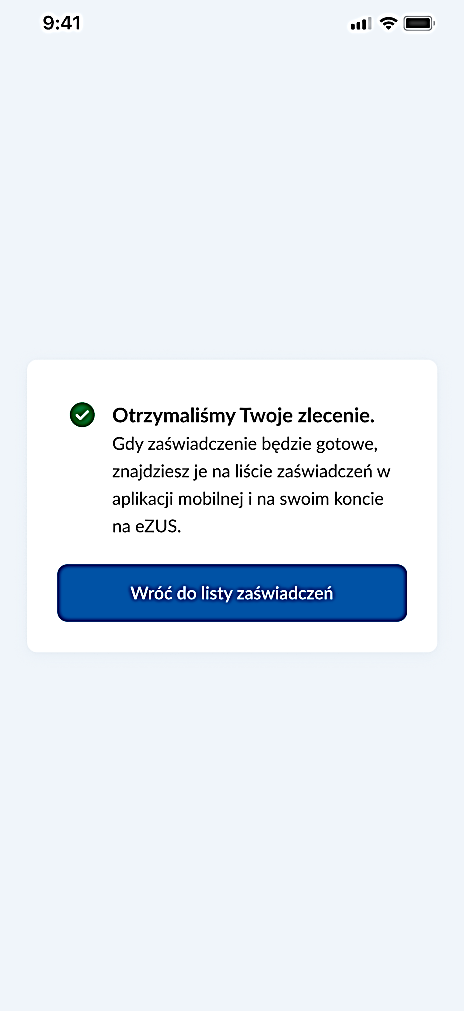 9:41
Otrzymaliśmy Twoje zlecenie.
Gdy zaświadczenie będzie gotowe,
znajdziesz je na liście zaświadczeń w
aplikacji mobilnej i na swoim koncie
na eZUS.
Wróć do listy zaświadczeń